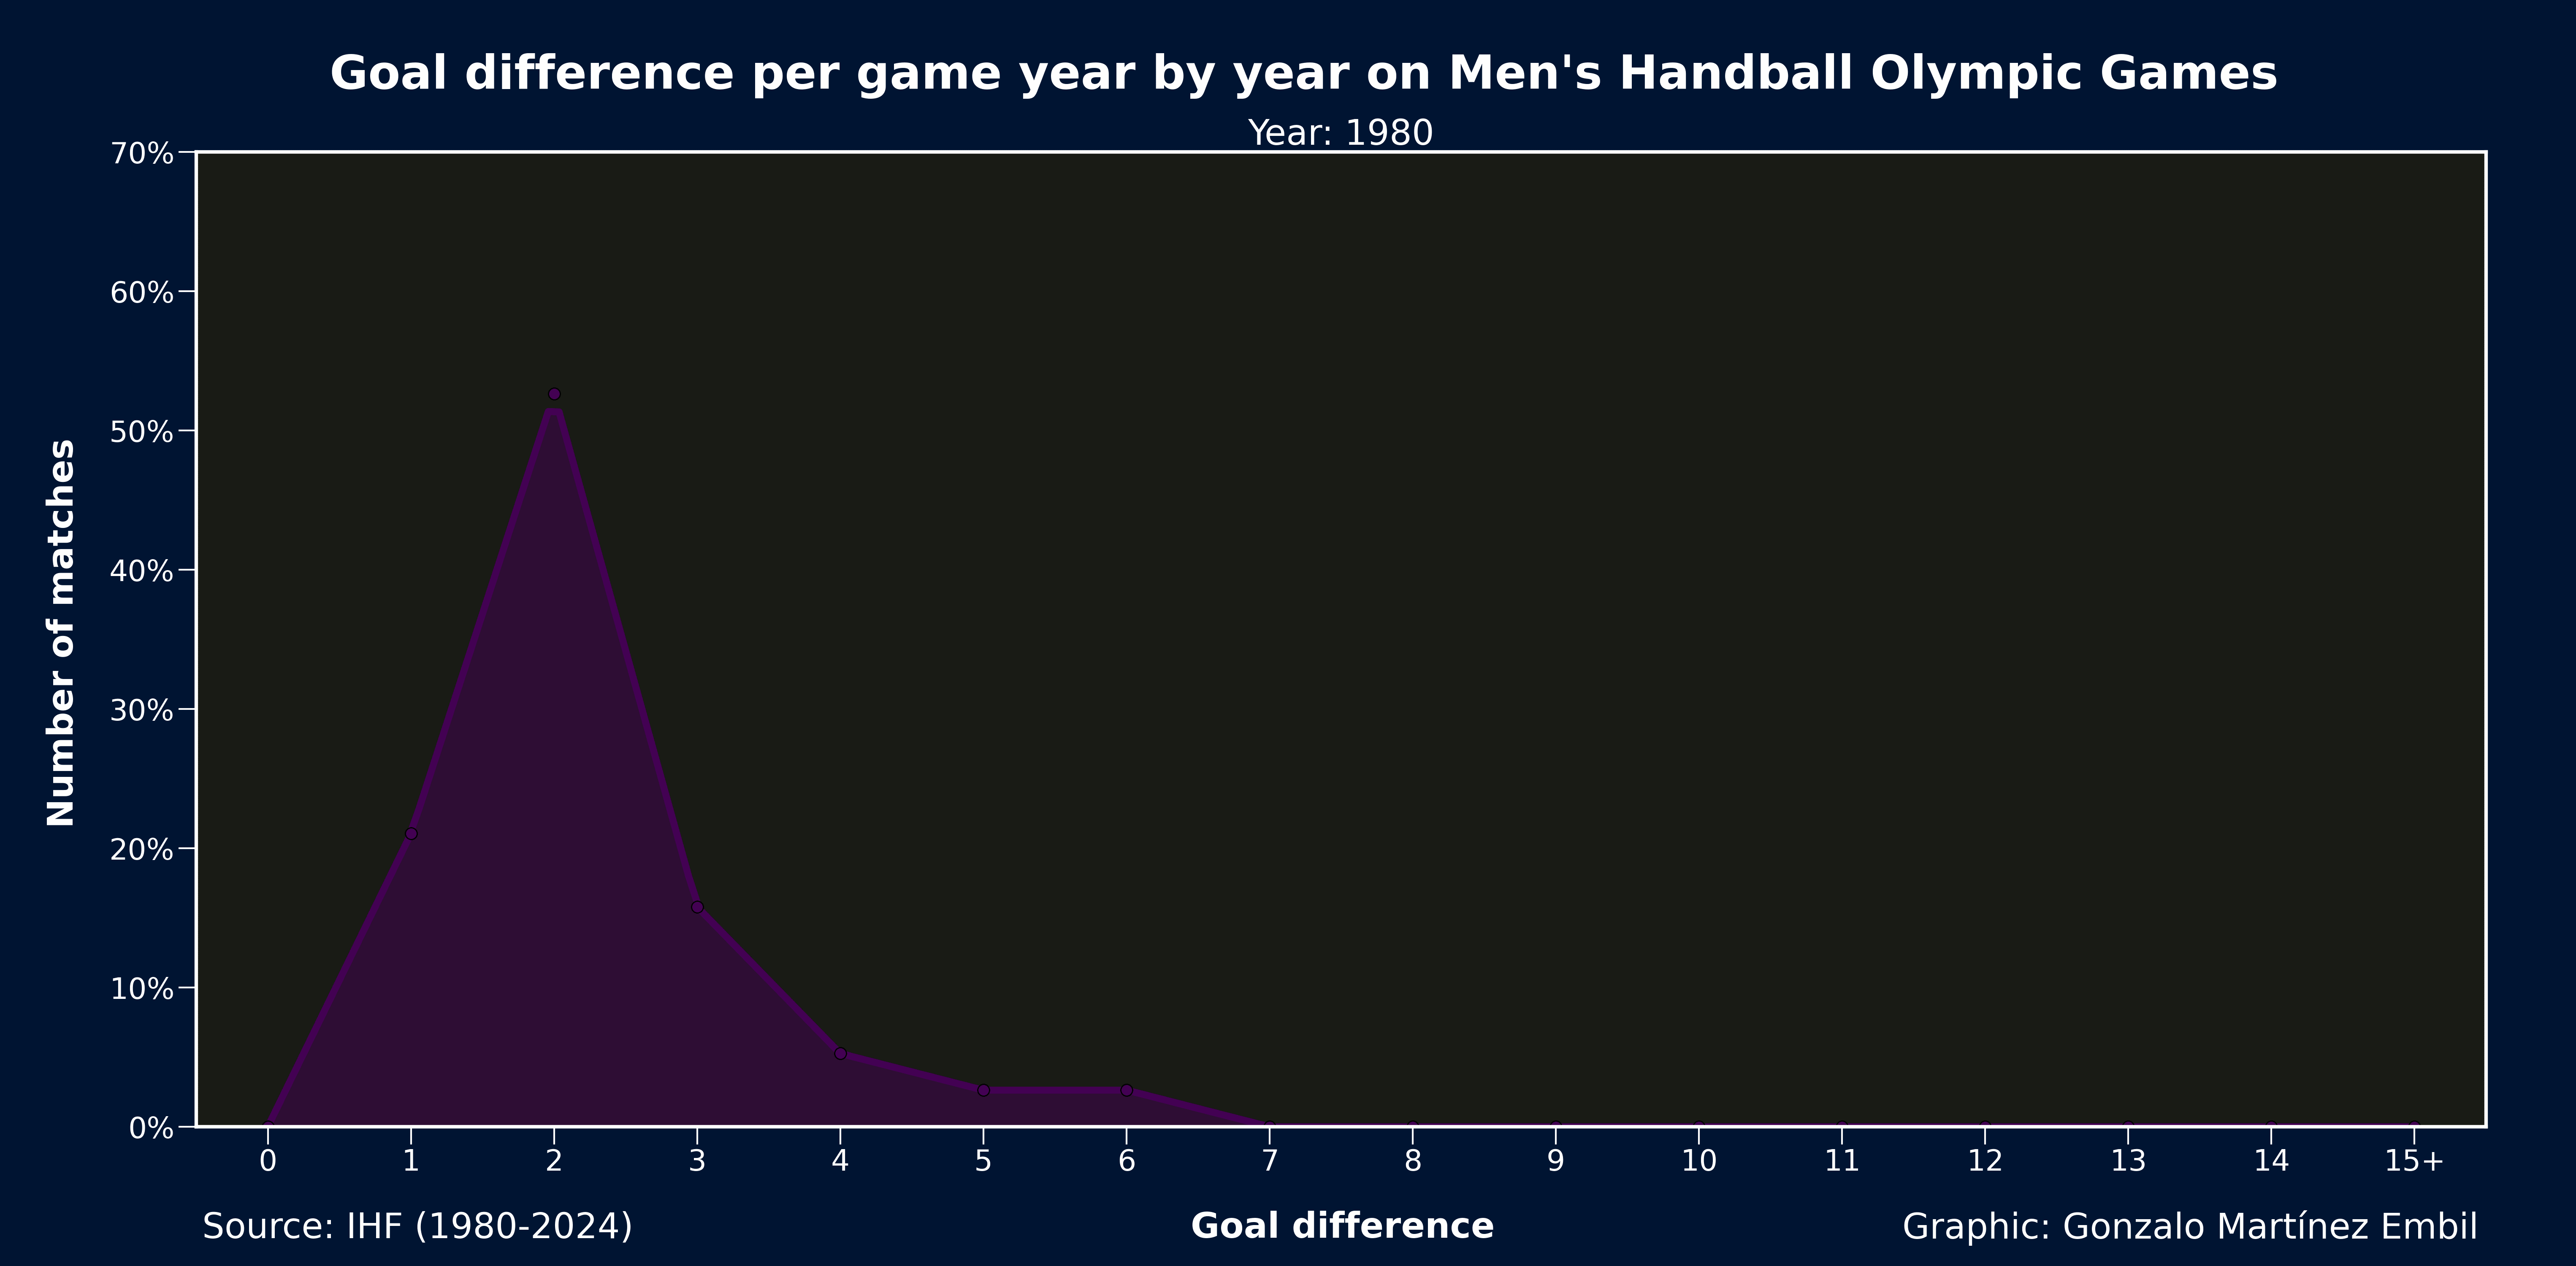 Goal difference per game year by year on Men's Handball Olympic Games
Year: 1980
70%
60%
50%
40%
30%
20%
10%
0%
Number of matches
0 1 2 3 4 5 6 7 8 9 10 11 12 13 14 15+
Source: IHF (1980-2024) Goal difference Graphic: Gonzalo Martínez Embil